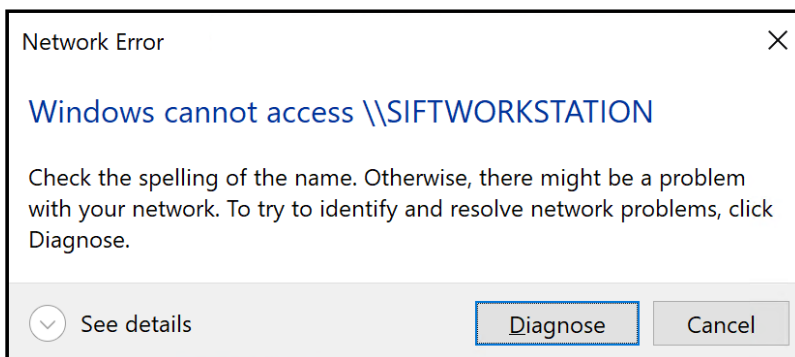 Network Error
Windows cannot access \\SIFTWORKSTATION
Check the spelling of the name. Otherwise, there might be a problem
with your network. To try to identify and resolve network problems, click
Diagnose.
See details
Diagnose
Cancel